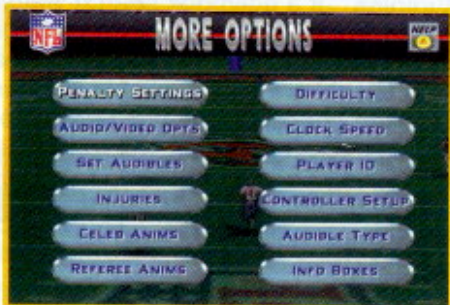 NFL
MORE OPTIONS
HELP
PENALTY SETTINGS
DIFFICULTY
AUDIO/VIDEO OPTS
CLOCK SPEED
SET AUDIBLES
PLAYER ID
INJURIES
CONTROLLER SETUP
CELEB ANIMS
AUDIBLE TYPE
REFEREE ANIMS
INFO BOXES